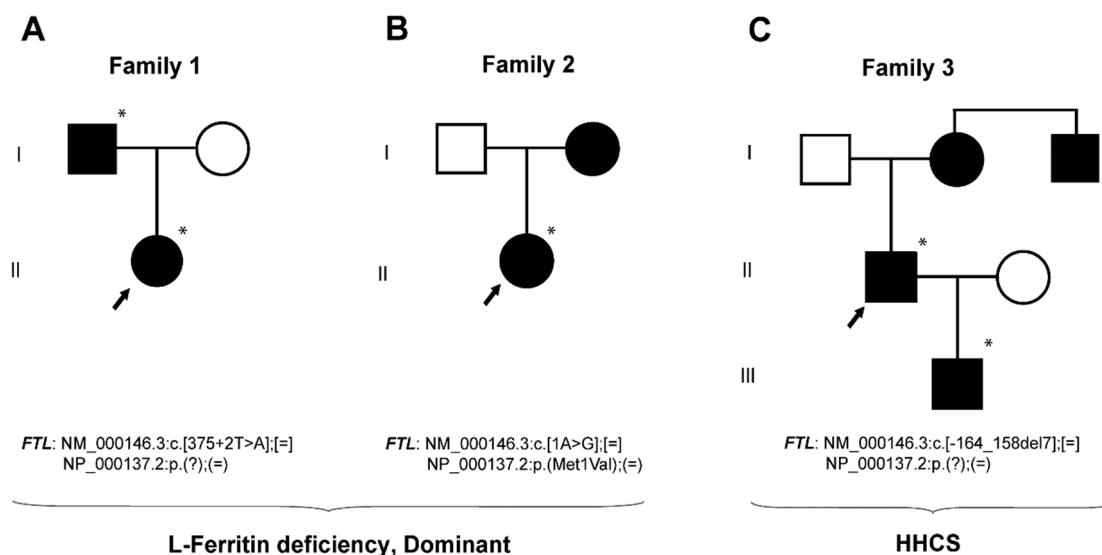 A
Family 1
*
I
*
II
FTL: NM_000146.3:c.[375+2T>A];[=]
NP_000137.2:p.(?);(=)
B
Family 2
I
*
II
FTL: NM_000146.3:c.[1A>G];[=]
NP_000137.2:p.(Met1Val);(=)
L-Ferritin deficiency, Dominant
C
Family 3
I
*
II
*
III
FTL: NM_000146.3:c.[-164_158del7];[=]
NP_000137.2:p.(?);(=)
HHCS